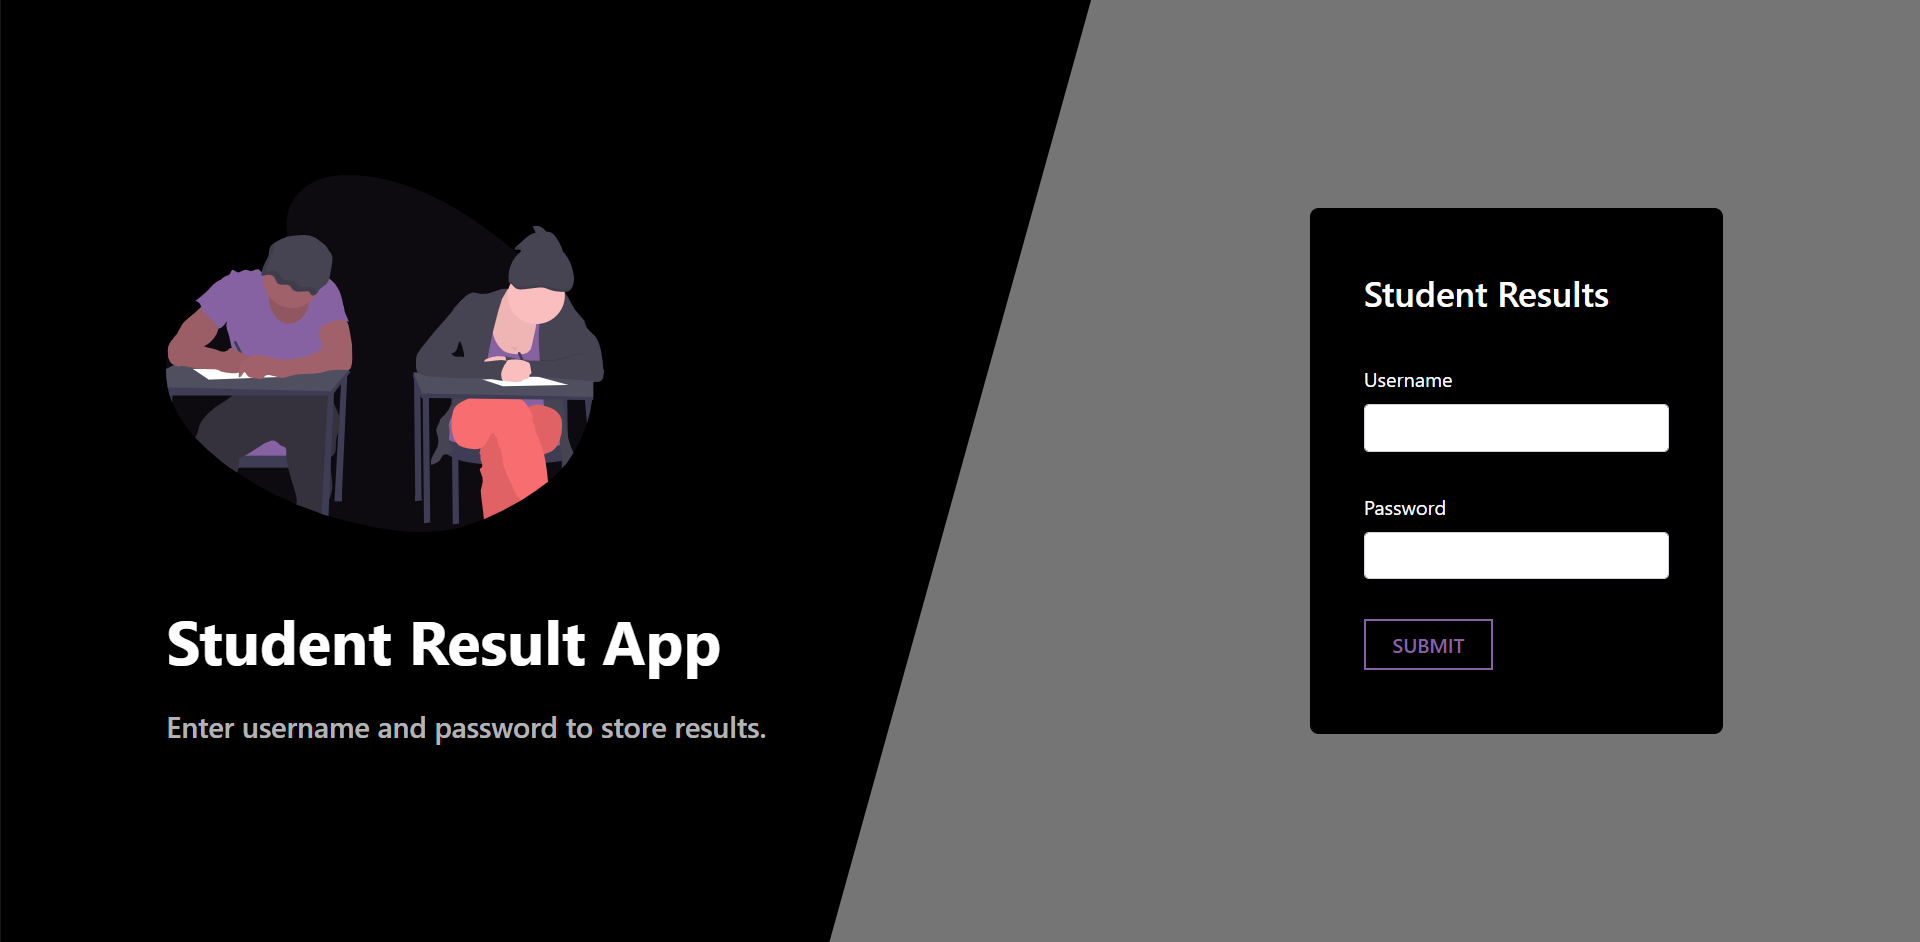 Student Result App
Enter username and password to store results.
Student Results
Username
Password
SUBMIT